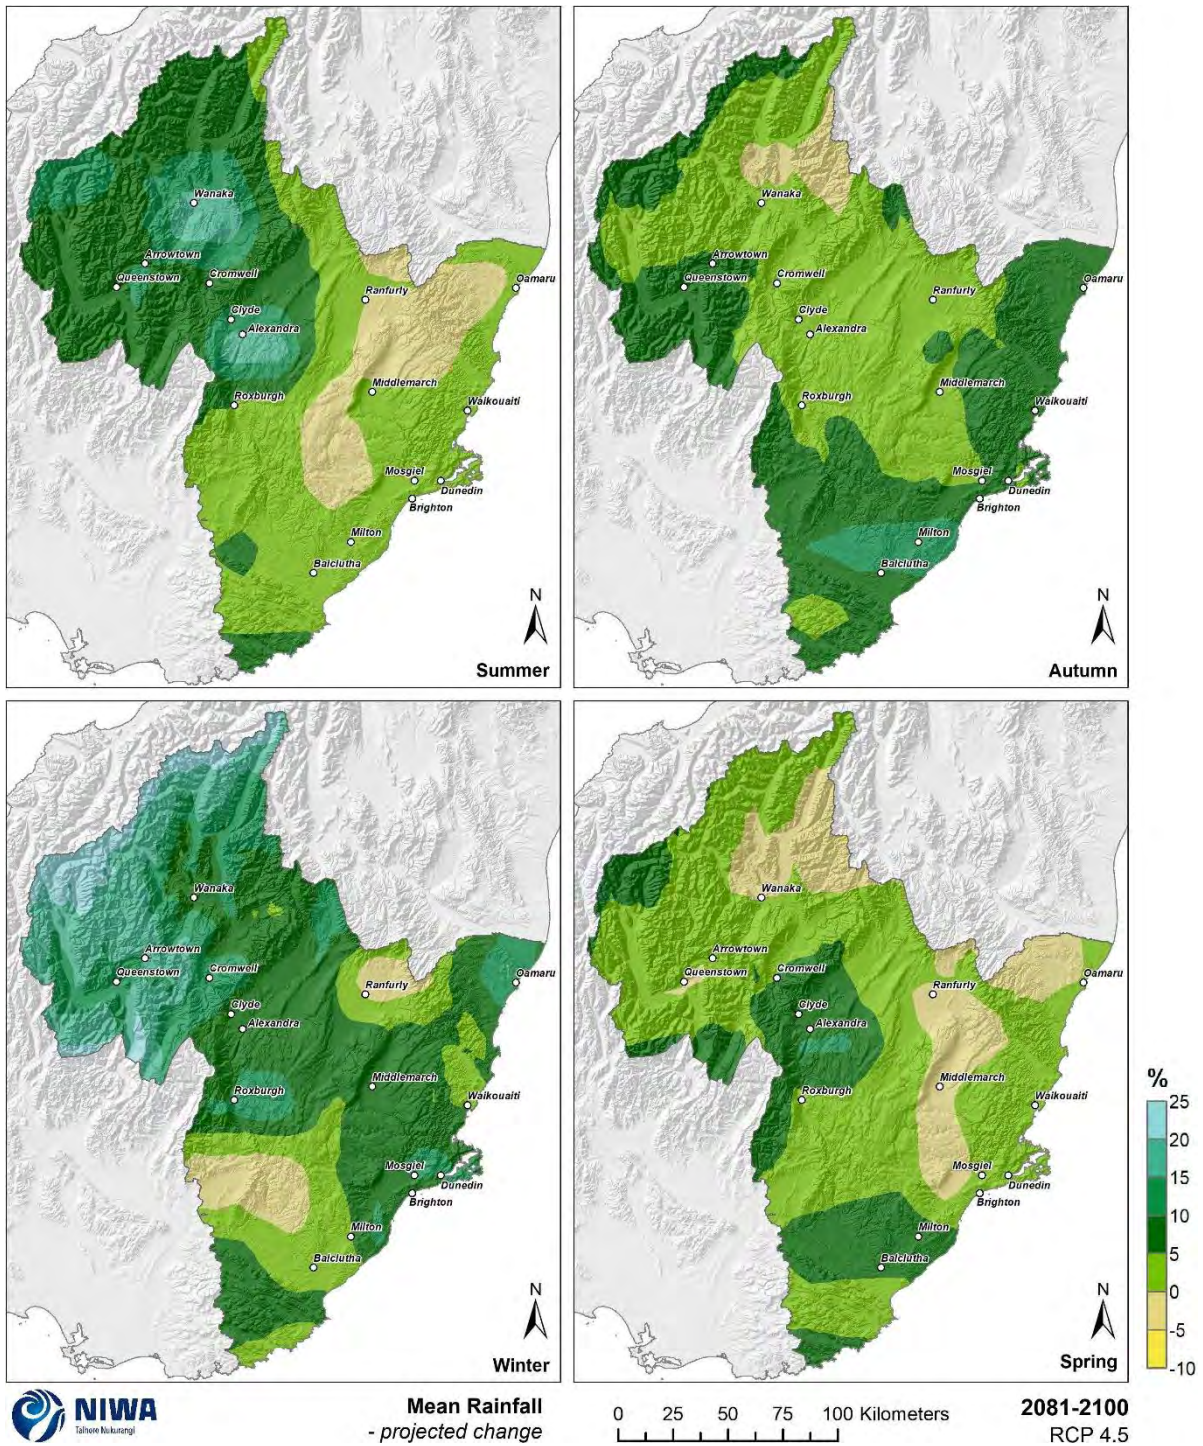 Wanaka
Arrowtown
Queenstown
Cromwell
Clyde
Alexandra
Ranfurly
Oamaru
Roxburgh
Middlemarch
Waikouaiti
Mosgiel
Dunedin
Brighton
Milton
Balclutha
N
Summer
Wanaka
Arrowtown
Queenstown
Cromwell
Clyde
Alexandra
Ranfurly
Oamaru
Roxburgh
Middlemarch
Waikouaiti
Mosgiel
Dunedin
Brighton
Milton
Balclutha
N
Autumn
Wanaka
Arrowtown
Queenstown
Cromwell
Clyde
Alexandra
Ranfurly
Oamaru
Roxburgh
Middlemarch
Waikouaiti
Mosgiel
Dunedin
Brighton
Milton
Balclutha
N
Winter
Wanaka
Arrowtown
Queenstown
Cromwell
Clyde
Alexandra
Ranfurly
Oamaru
Roxburgh
Middlemarch
Waikouaiti
Mosgiel
Dunedin
Brighton
Milton
Balclutha
N
Spring
%
25
20
15
10
5
0
-5
-10
NIWA
Taihoro Nukurangi
Mean Rainfall
- projected change
0 25 50 75 100 Kilometers
2081-2100
RCP 4.5